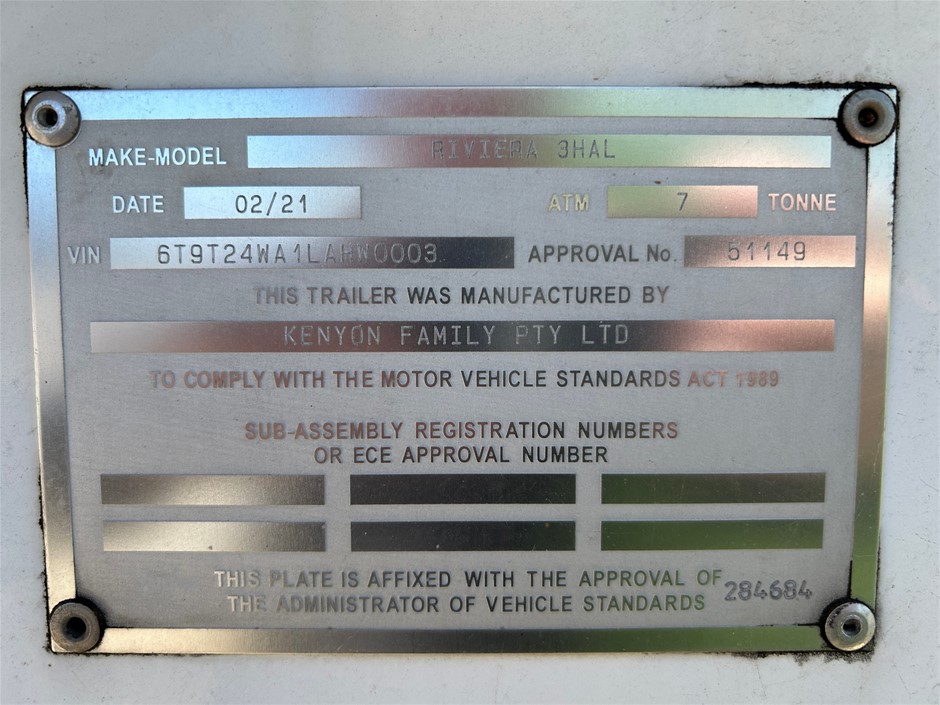 MAKE-MODEL RIVIERA 3HAL
DATE 02/21 ATM 7 TONNE
VIN 6T9T24WA1LAHW0003 APPROVAL No. 51149
THIS TRAILER WAS MANUFACTURED BY
KENYON FAMILY PTY LTD
TO COMPLY WITH THE MOTOR VEHICLE STANDARDS ACT 1989
SUB-ASSEMBLY REGISTRATION NUMBERS
OR ECE APPROVAL NUMBER
THIS PLATE IS AFFIXED WITH THE APPROVAL OF
THE ADMINISTRATOR OF VEHICLE STANDARDS
284684